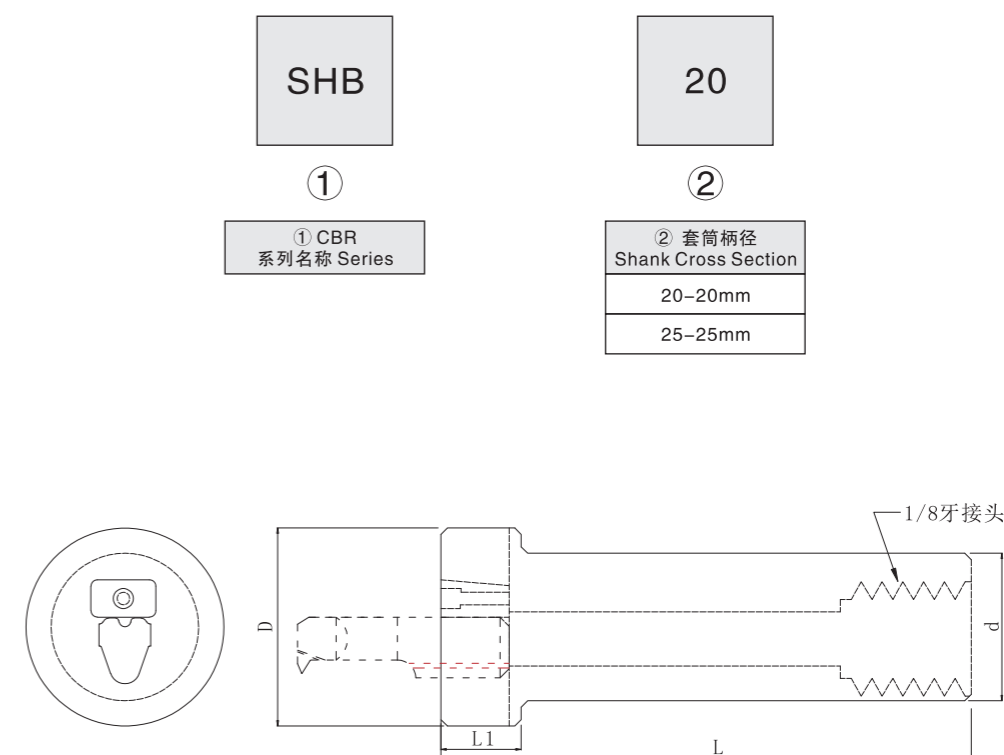 SHB
20
①
②
① CBR
系列名称 Series
② 套筒柄径
Shank Cross Section
20-20mm
25-25mm
1/8牙接头
D
d
L1
L